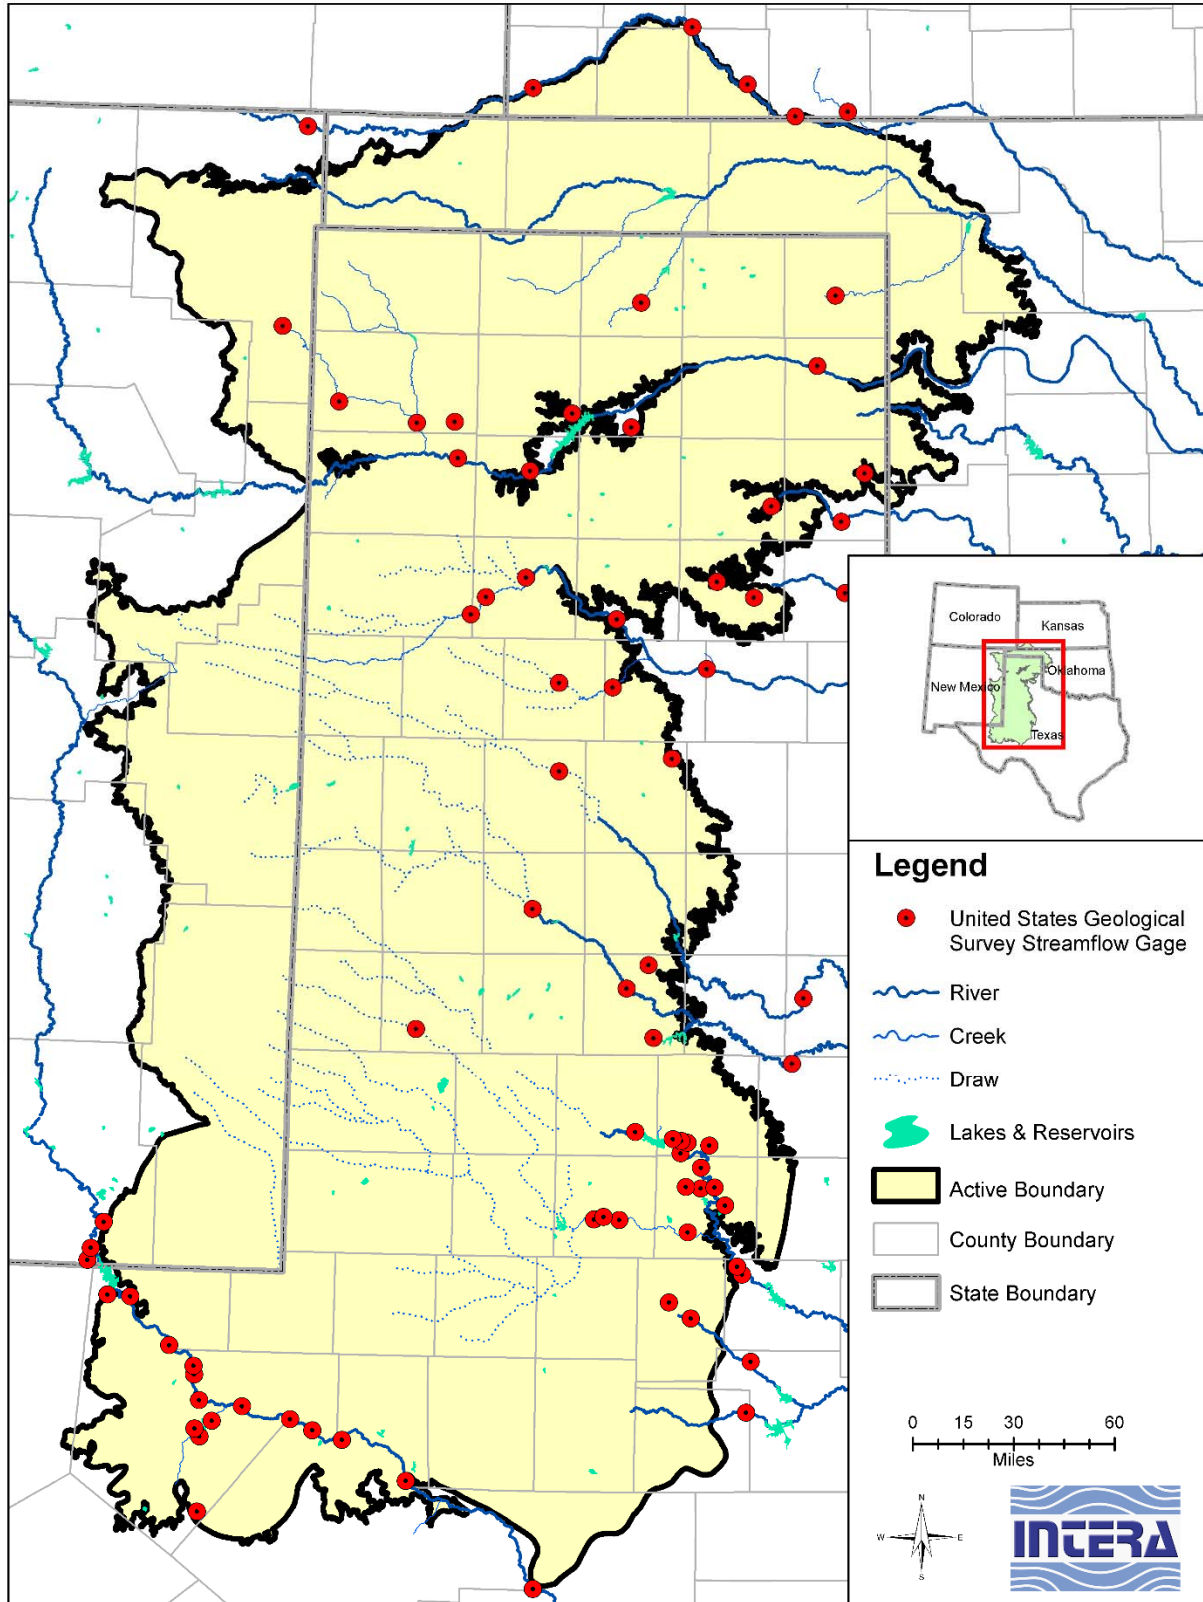 Colorado
Kansas
New Mexico
Oklahoma
Texas
Legend
United States Geological
Survey Streamflow Gage
River
Creek
Draw
Lakes & Reservoirs
Active Boundary
County Boundary
State Boundary
0 15 30 60
Miles
N
W E
S
INTERA